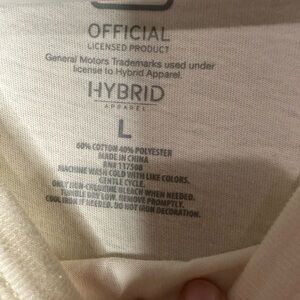 OFFICIAL
LICENSED PRODUCT
General Motors Trademarks used under
license to Hybrid Apparel.
HYBRID
APPAREL
L
60% COTTON 40% POLYESTER
MADE IN CHINA
RN# 117500
MACHINE WASH COLD WITH LIKE COLORS.
GENTLE CYCLE.
ONLY NON-CHLORINE BLEACH WHEN NEEDED.
TUMBLE DRY LOW. REMOVE PROMPTLY.
COOL IRON IF NEEDED. DO NOT IRON DECORATION.